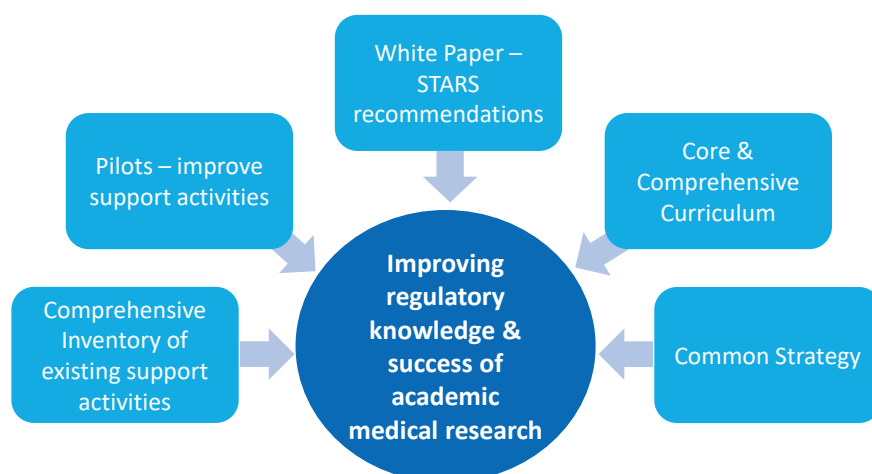 White Paper –
STARS
recommendations
Pilots – improve
support activities
Core &
Comprehensive
Curriculum
Comprehensive
Inventory of
existing support
activities
Improving
regulatory
knowledge &
success of
academic
medical research
Common Strategy